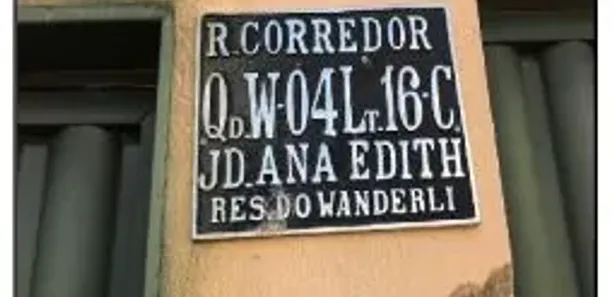 R.CORREDOR
QD.W-04LT.16-C
JD.ANA EDITH
RES.DO WANDERLI